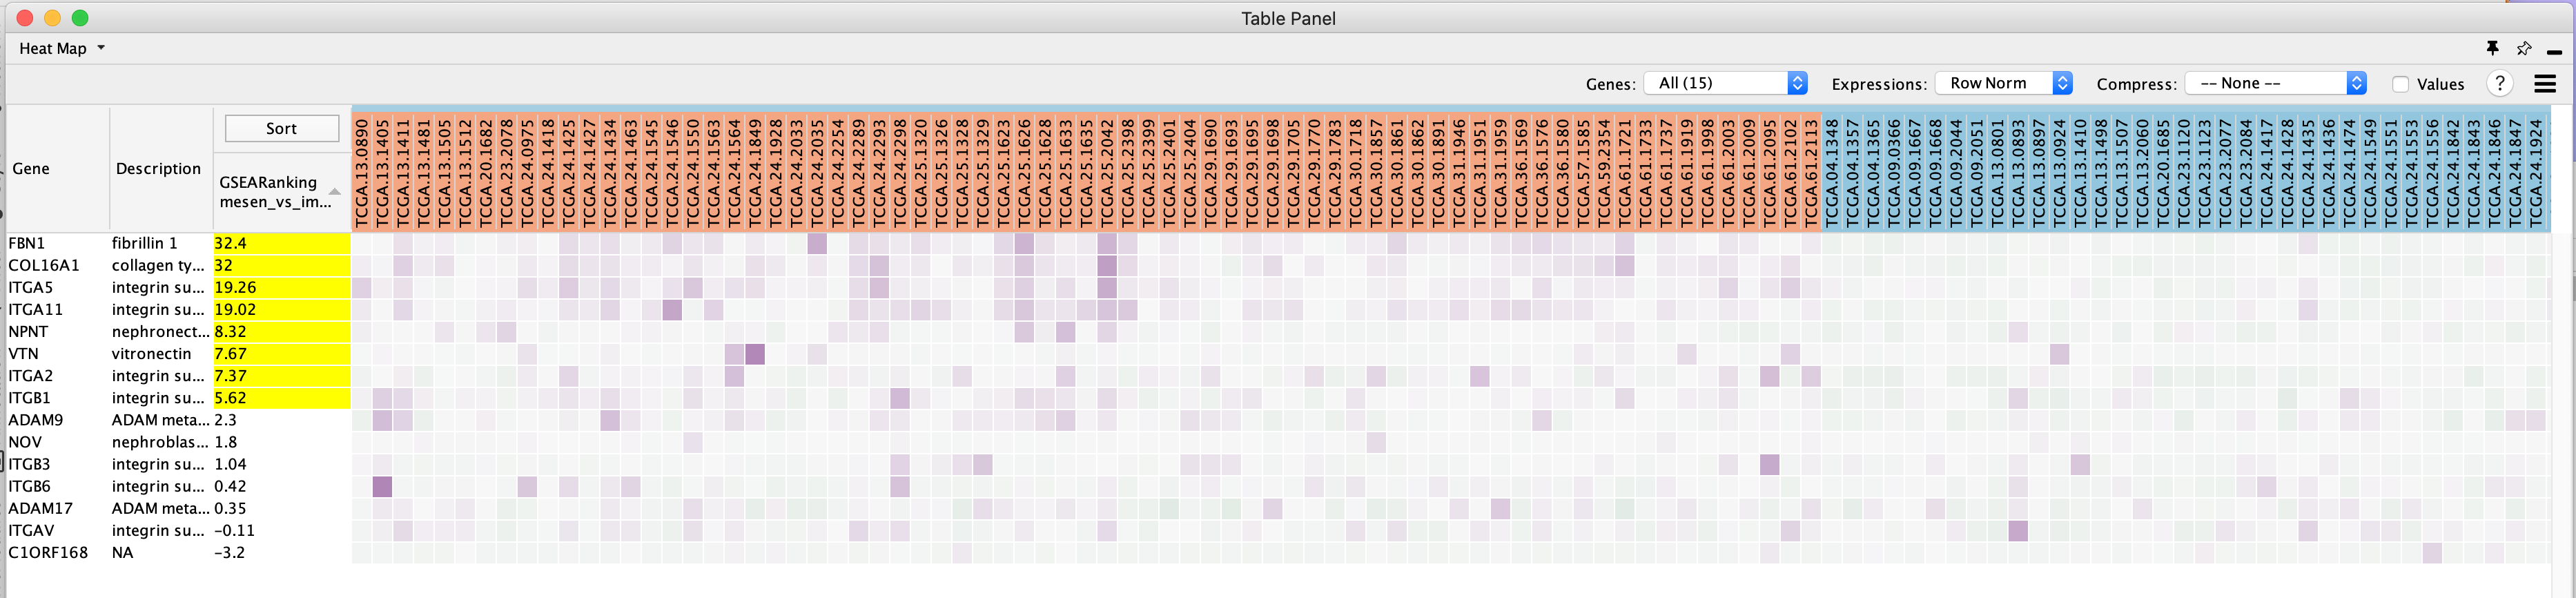 Table Panel
Heat Map
Genes: All (15) Expressions: Row Norm Compress: -- None -- Values ?
Gene Description Sort
GSEARanking
mesen_vs_im...
TCGA.13.0890
TCGA.13.1405
TCGA.13.1411
TCGA.13.1481
TCGA.13.1505
TCGA.13.1512
TCGA.20.1682
TCGA.23.2078
TCGA.24.0975
TCGA.24.1418
TCGA.24.1425
TCGA.24.1427
TCGA.24.1434
TCGA.24.1463
TCGA.24.1545
TCGA.24.1546
TCGA.24.1550
TCGA.24.1563
TCGA.24.1564
TCGA.24.1849
TCGA.24.1928
TCGA.24.2033
TCGA.24.2035
TCGA.24.2254
TCGA.24.2289
TCGA.24.2293
TCGA.24.2298
TCGA.25.1320
TCGA.25.1326
TCGA.25.1328
TCGA.25.1329
TCGA.25.1623
TCGA.25.1626
TCGA.25.1628
TCGA.25.1633
TCGA.25.1635
TCGA.25.2042
TCGA.25.2398
TCGA.25.2399
TCGA.25.2401
TCGA.25.2404
TCGA.29.1690
TCGA.29.1693
TCGA.29.1695
TCGA.29.1698
TCGA.29.1705
TCGA.29.1770
TCGA.29.1783
TCGA.30.1718
TCGA.30.1857
TCGA.30.1861
TCGA.30.1862
TCGA.30.1891
TCGA.31.1946
TCGA.31.1951
TCGA.31.1959
TCGA.36.1569
TCGA.36.1576
TCGA.36.1580
TCGA.57.1585
TCGA.59.2354
TCGA.61.1721
TCGA.61.1733
TCGA.61.1737
TCGA.61.1919
TCGA.61.1998
TCGA.61.2003
TCGA.61.2009
TCGA.61.2095
TCGA.61.2102
TCGA.61.2113
TCGA.04.1348
TCGA.04.1357
TCGA.04.1365
TCGA.09.0366
TCGA.09.1667
TCGA.09.1668
TCGA.09.2044
TCGA.09.2051
TCGA.13.0801
TCGA.13.0893
TCGA.13.0897
TCGA.13.0924
TCGA.13.1410
TCGA.13.1498
TCGA.13.1507
TCGA.13.2060
TCGA.20.1685
TCGA.23.1120
TCGA.23.1123
TCGA.23.2077
TCGA.23.2084
TCGA.24.1417
TCGA.24.1428
TCGA.24.1435
TCGA.24.1436
TCGA.24.1474
TCGA.24.1549
TCGA.24.1551
TCGA.24.1553
TCGA.24.1556
TCGA.24.1842
TCGA.24.1843
TCGA.24.1846
TCGA.24.1847
TCGA.24.1924
FBN1 fibrillin 1 32.4
COL16A1 collagen ty... 32
ITGA5 integrin su... 19.26
ITGA11 integrin su... 19.02
NPNT nephronect... 8.32
VTN vitronectin 7.67
ITGA2 integrin su... 7.37
ITGB1 integrin su... 5.62
ADAM9 ADAM meta... 2.3
NOV nephroblas... 1.8
ITGB3 integrin su... 1.04
ITGB6 integrin su... 0.42
ADAM17 ADAM meta... 0.35
ITGAV integrin su... -0.11
C1ORF168 NA -3.2